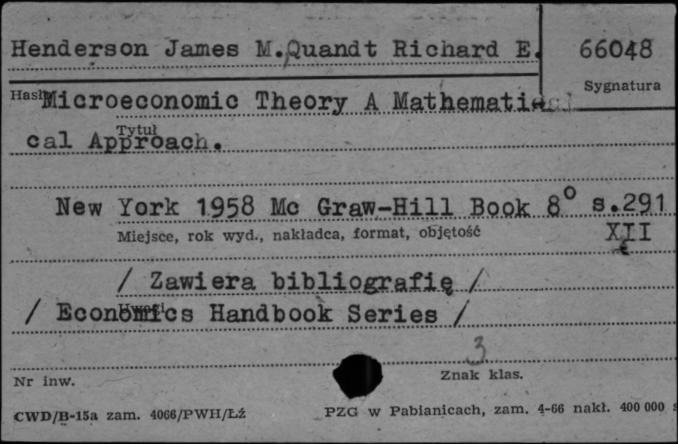 Henderson James M.Quandt Richard E. 66048
Sygnatura
Hasło Microeconomic Theory A Mathemati
Tytuł
cal Approach.
New York 1958 Mc Graw-Hill Book 8° s.291
Miejsce, rok wyd., nakładca, format, objętość XII
/ Zawiera bibliografię /
Uwagi
/ Economics Handbook Series /
3
Nr inw. Znak klas.
CWD/B-15a zam. 4066/PWH/Łź PZG w Pabianicach, zam. 4-66 nakł. 400 000 s